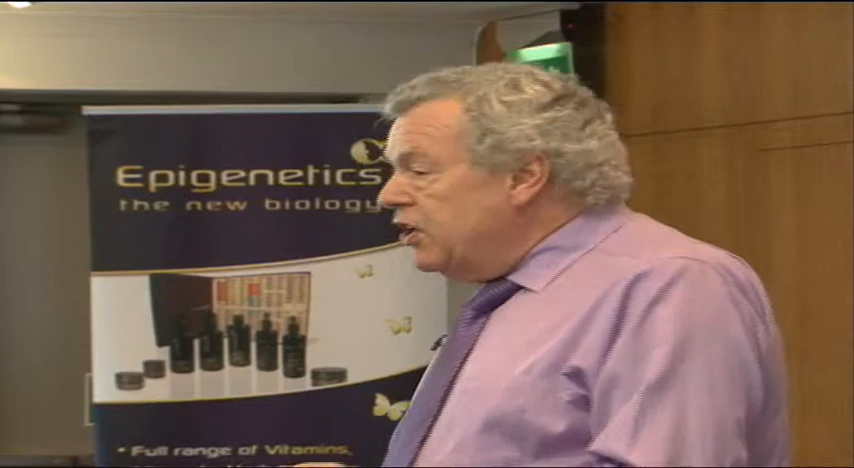 Epigenetics
the new biology
• Full range of Vitamins